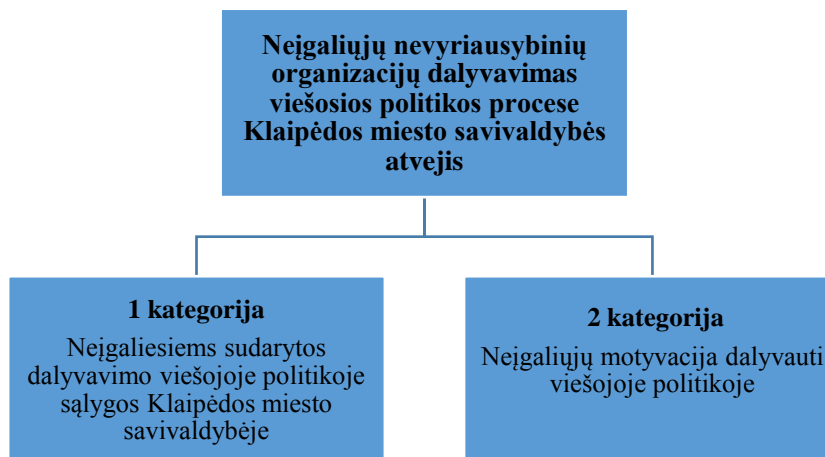 Neįgaliųjų nevyriausybinių
organizacijų dalyvavimas
viešosios politikos procese
Klaipėdos miesto savivaldybės
atvejis
1 kategorija
Neįgaliesiems sudarytos
dalyvavimo viešojoje politikoje
sąlygos Klaipėdos miesto
savivaldybėje
2 kategorija
Neįgaliųjų motyvacija dalyvauti
viešojoje politikoje